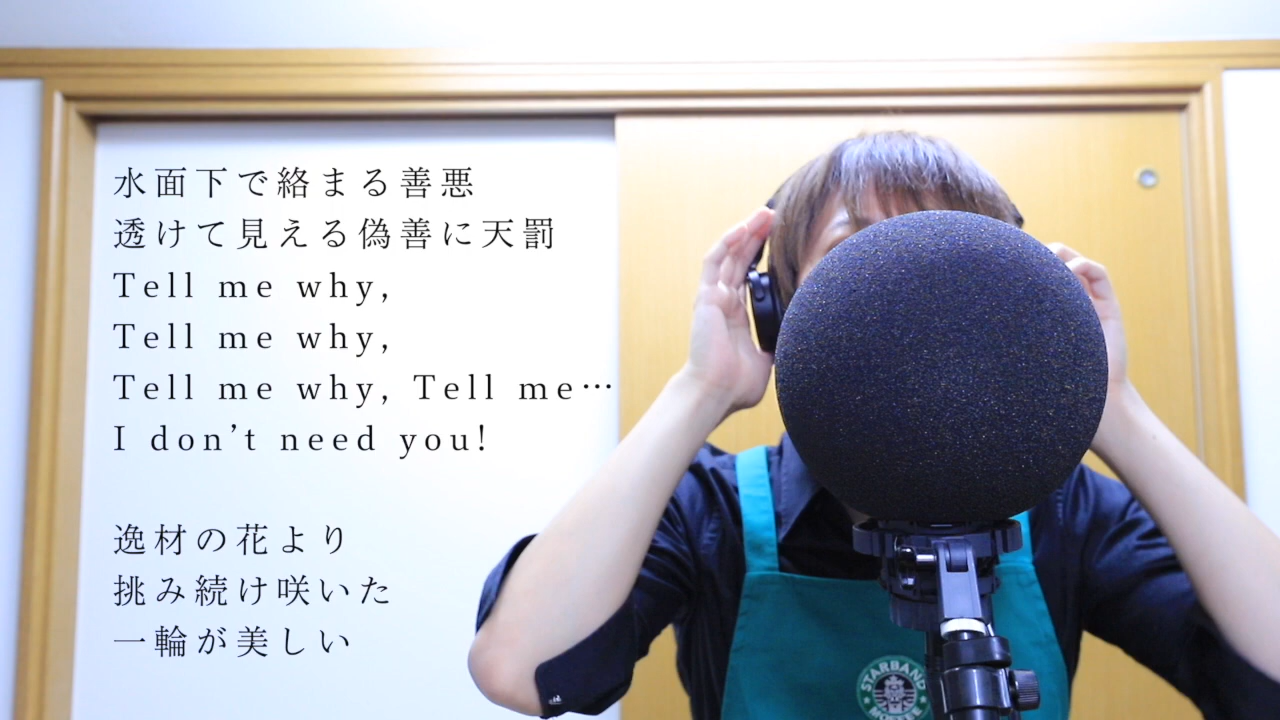 水面下で絡まる善悪
透けて見える偽善に天罰
Tell me why,
Tell me why,
Tell me why, Tell me…
I don’t need you!
逸材の花より
挑み続け咲いた
一輪が美しい
STARBAND